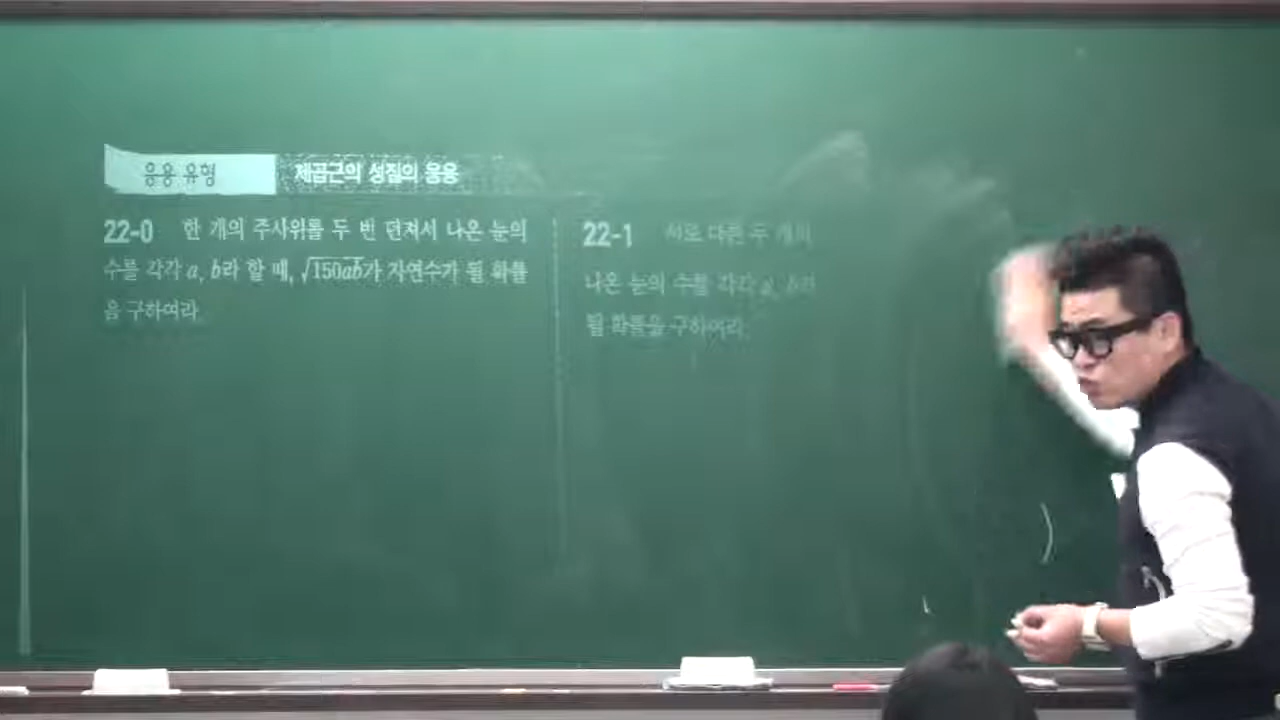 응용 유형 제곱근의 성질의 응용
22-0 한 개의 주사위를 두 번 던져서 나온 눈의
수를 각각 a, b라 할 때, √150ab가 자연수가 될 확률
을 구하여라.
22-1 서로 다른 두 개의
나온 눈의 수를 각각 a, b라
될 확률을 구하여라.